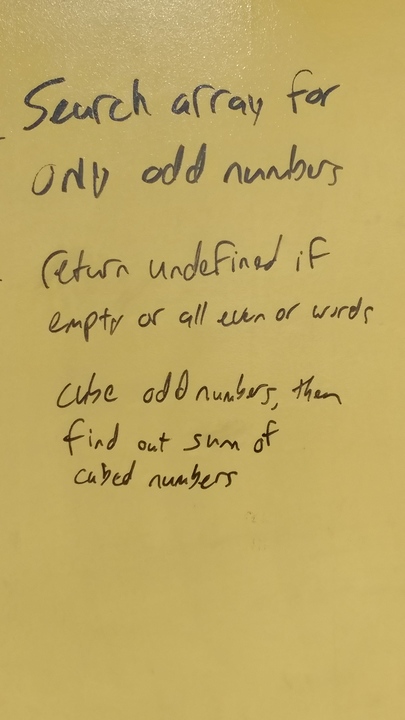 Search array for
only odd numbers
return undefined if
empty or all even or words
cube odd numbers, then
find out sum of
cubed numbers